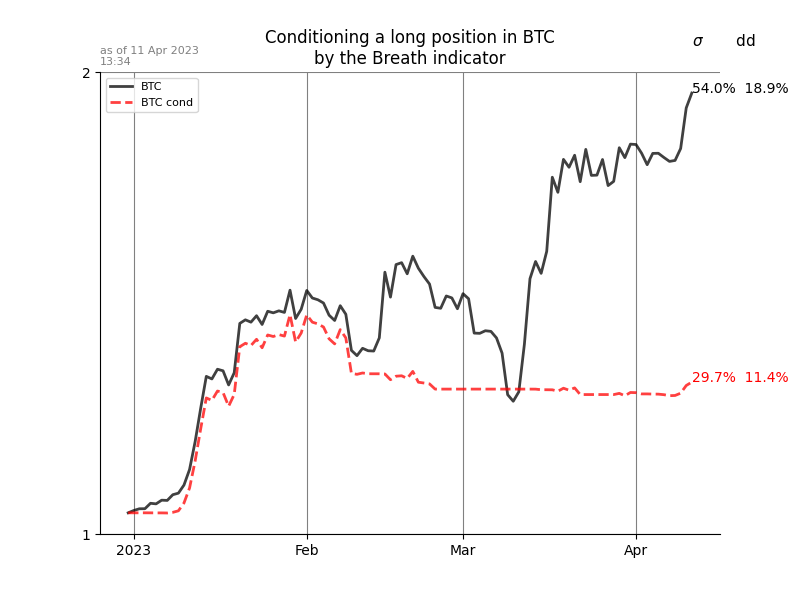 Conditioning a long position in BTC
by the Breath indicator
σ dd
as of 11 Apr 2023
13:34
2
BTC
BTC cond
54.0% 18.9%
29.7% 11.4%
1
2023 Feb Mar Apr